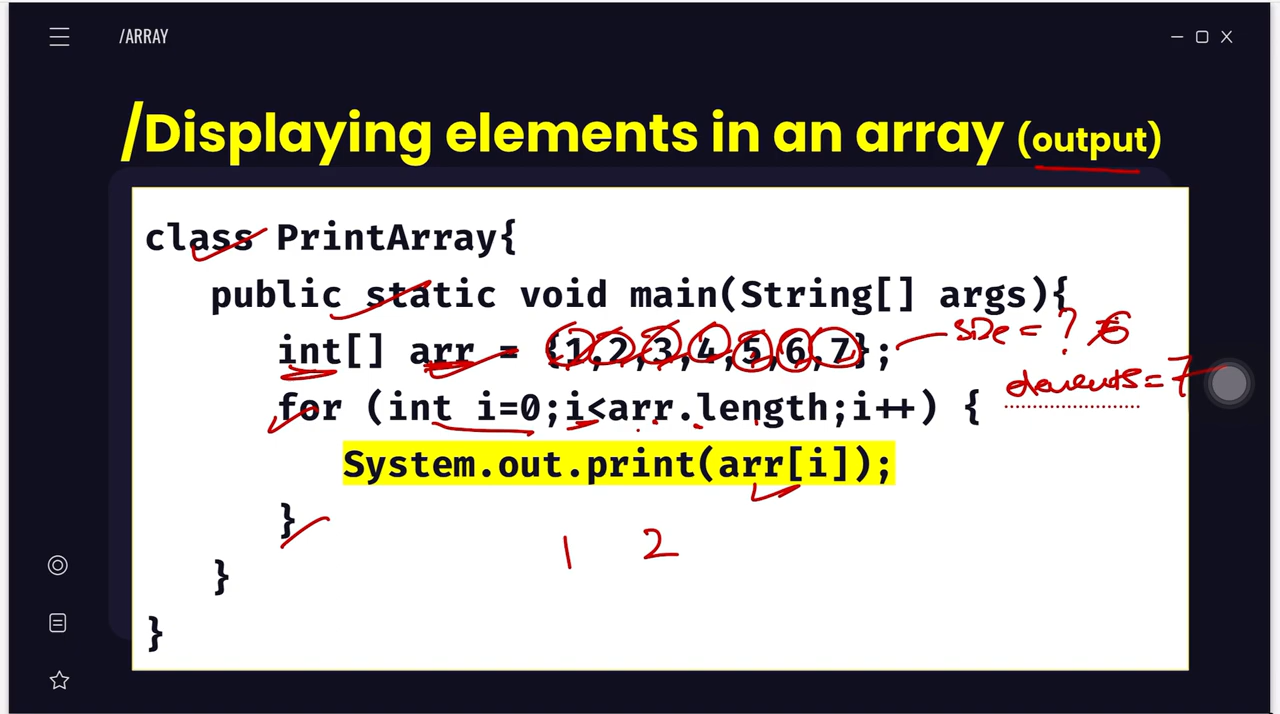 /ARRAY
/Displaying elements in an array (output)
class PrintArray{
public static void main(String[] args){
int[] arr = {1,2,3,4,5,6,7};
size = ? 6
elements = 7
for (int i=0;i<arr.length;i++) {
System.out.print(arr[i]);
}
1 2
}
}